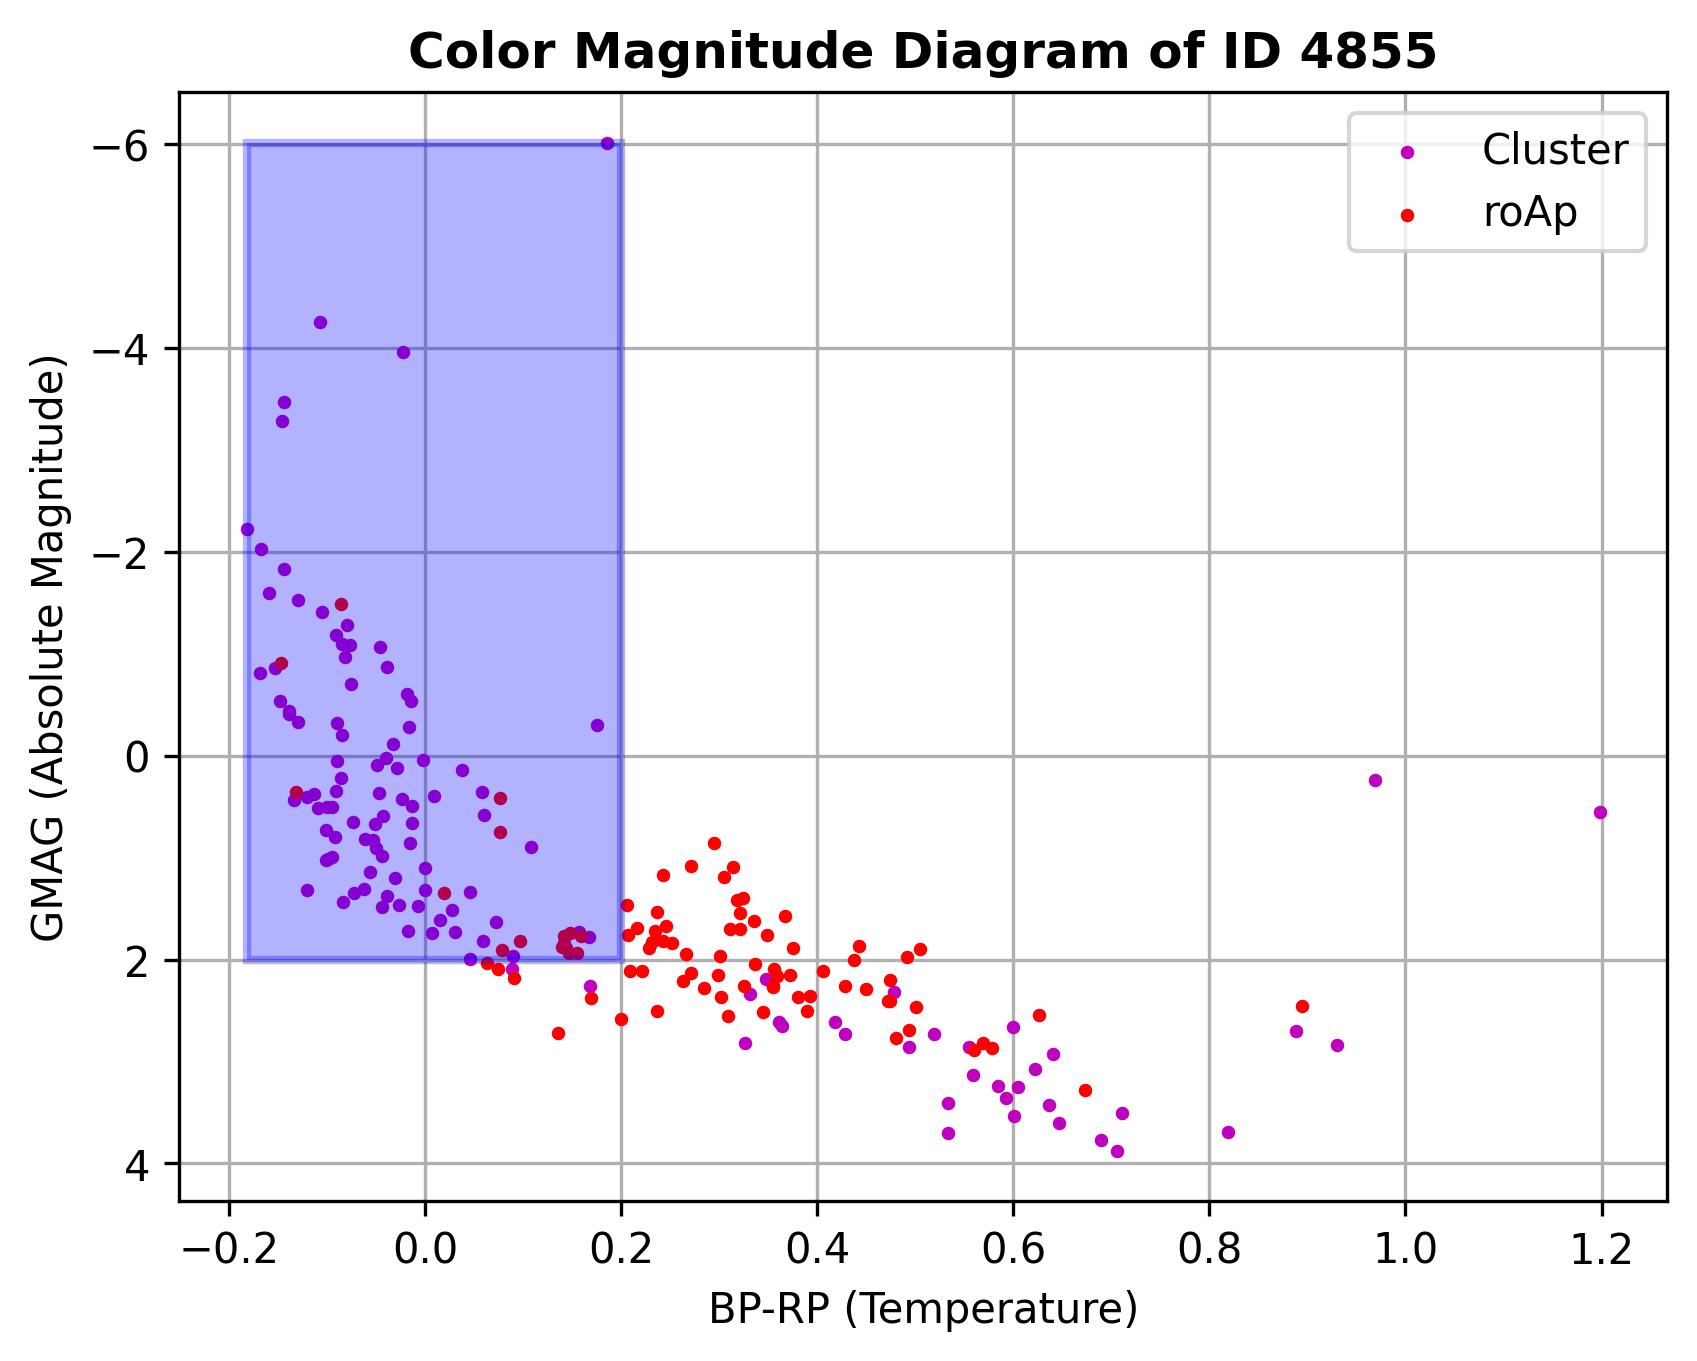 Color Magnitude Diagram of ID 4855
Cluster
roAp
GMAG (Absolute Magnitude)
−6
−4
−2
0
2
4
−0.2 0.0 0.2 0.4 0.6 0.8 1.0 1.2
BP-RP (Temperature)